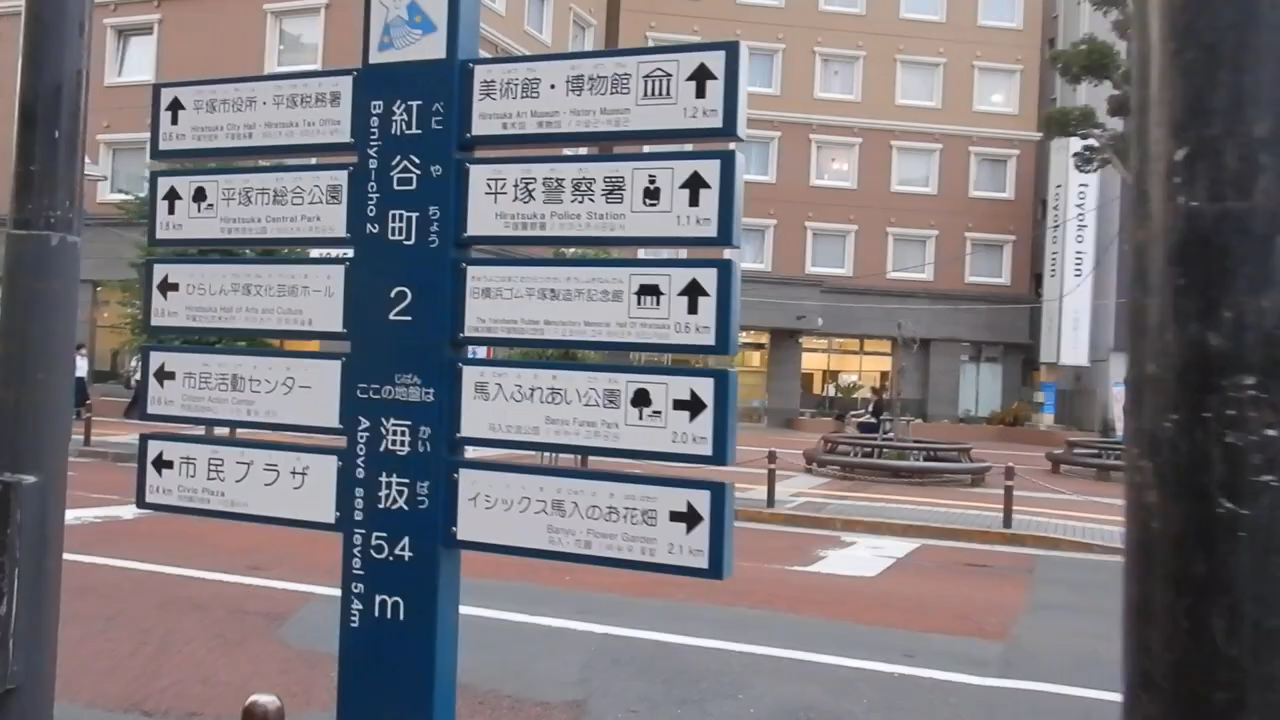 平塚市役所・平塚税務署
Hiratsuka City Hall・Hiratsuka Tax Office
0.6 km
平塚市総合公園
Hiratsuka Central Park
1.6 km
ひらしん平塚文化芸術ホール
Hiratsuka Hall of Arts and Culture
0.8 km
市民活動センター
Citizen Action Center
0.6 km
市民プラザ
Civic Plaza
0.4 km
紅谷町2
べにやちょう
Beniya-cho 2
ここの地盤は
じばん
海抜5.4m
かいばつ
Above sea level 5.4m
美術館・博物館
Hiratsuka Art Museum・History Museum
1.2 km
平塚警察署
Hiratsuka Police Station
1.1 km
旧横浜ゴム平塚製造所記念館
The Yokohama Rubber Manufactory Memorial Hall Of Hiratsuka
0.6 km
馬入ふれあい公園
Banyu Fureai Park
2.0 km
イシックス馬入のお花畑
Banyu・Flower Garden
2.1 km
toyoko inn
toyoko inn